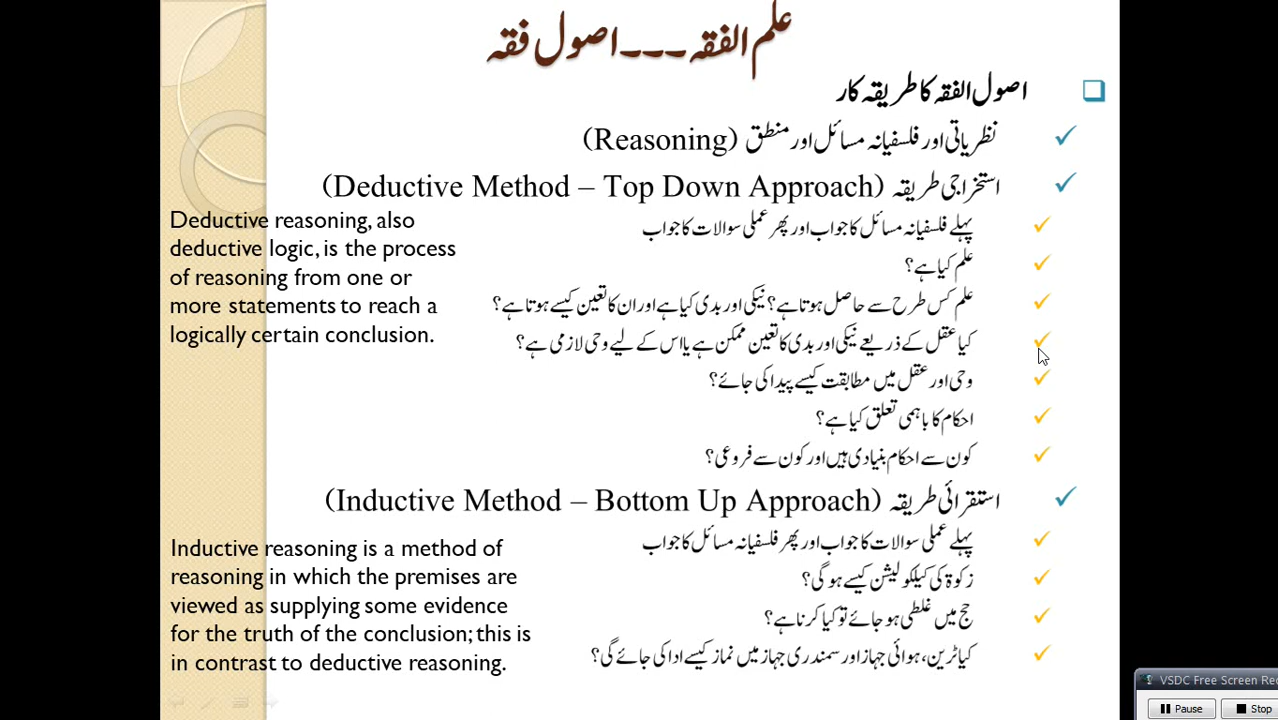 علم الفقہ ۔۔۔ اصول فقہ
اصول الفقہ کا طریقہ کار
نظریاتی اور فلسفیانہ مسائل اور منطق (Reasoning)
استخراجی طریقہ (Deductive Method – Top Down Approach)
پہلے فلسفیانہ مسائل کا جواب اور پھر عملی سوالات کا جواب
علم کیا ہے؟
علم کس طرح سے حاصل ہوتا ہے؟ نیکی اور بدی کیا ہے اور ان کا تعین کیسے ہوتا ہے؟
کیا عقل کے ذریعے نیکی اور بدی کا تعین ممکن ہے یا اس کے لیے وحی لازمی ہے؟
وحی اور عقل میں مطابقت کیسے پیدا کی جائے؟
احکام کا باہمی تعلق کیا ہے؟
کون سے احکام بنیادی ہیں اور کون سے فروعی؟
Deductive reasoning, also
deductive logic, is the process
of reasoning from one or
more statements to reach a
logically certain conclusion.
استقرائی طریقہ (Inductive Method – Bottom Up Approach)
پہلے عملی سوالات کا جواب اور پھر فلسفیانہ مسائل کا جواب
زکوۃ کی کیلکولیشن کیسے ہو گی؟
حج میں غلطی ہو جائے تو کیا کرنا ہے؟
کیا ٹرین، ہوائی جہاز اور سمندری جہاز میں نماز کیسے ادا کی جائے گی؟
Inductive reasoning is a method of
reasoning in which the premises are
viewed as supplying some evidence
for the truth of the conclusion; this is
in contrast to deductive reasoning.
VSDC Free Screen Rec
Pause Stop